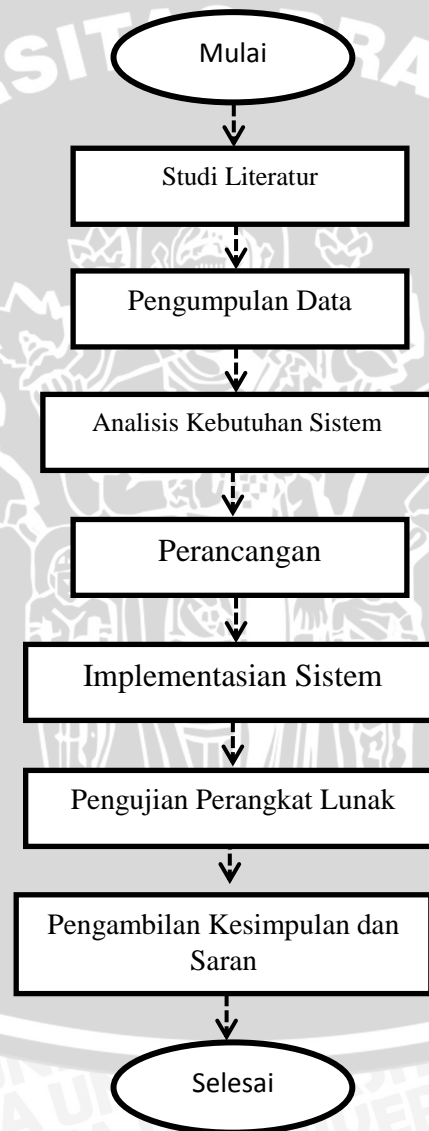 Mulai
Studi Literatur
Pengumpulan Data
Analisis Kebutuhan Sistem
Perancangan
Implementasian Sistem
Pengujian Perangkat Lunak
Pengambilan Kesimpulan dan
Saran
Selesai